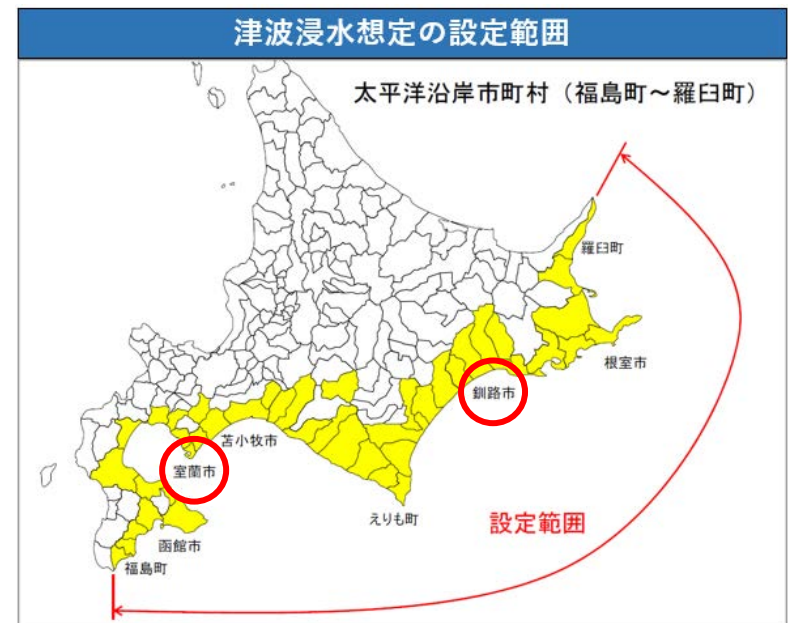 津波浸水想定の設定範囲
太平洋沿岸市町村（福島町～羅臼町）
羅臼町
根室市
釧路市
苫小牧市
室蘭市
えりも町
設定範囲
函館市
福島町